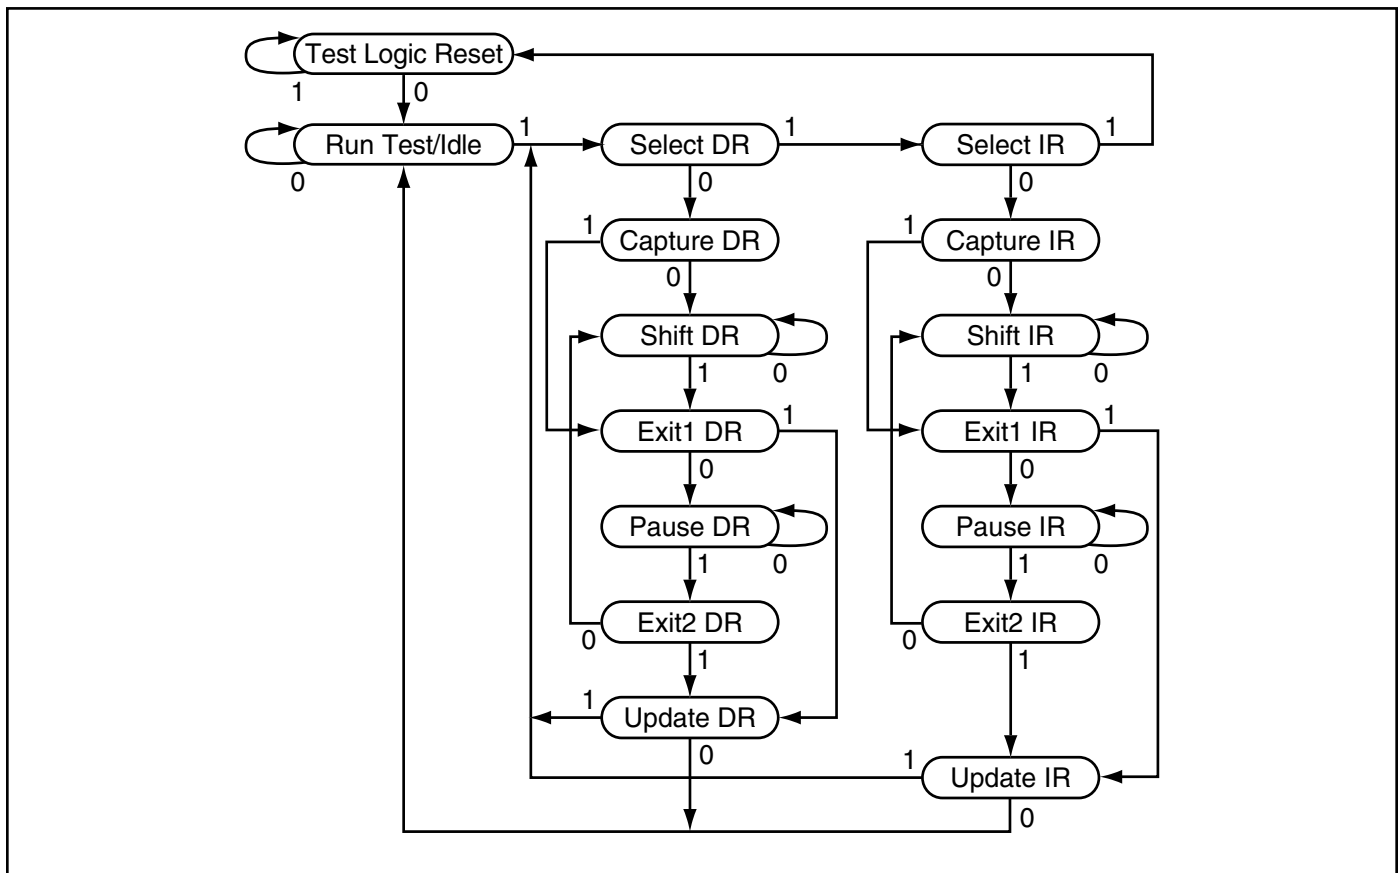 Test Logic Reset
1 0
Run Test/Idle 1 Select DR 1 Select IR 1
0 0 0
1 Capture DR 1 Capture IR
0 0
Shift DR Shift IR
1 0 1 0
Exit1 DR 1 Exit1 IR 1
0 0
Pause DR Pause IR
1 0 1 0
Exit2 DR Exit2 IR
0 1 0 1
1 Update DR
0 1 Update IR
0